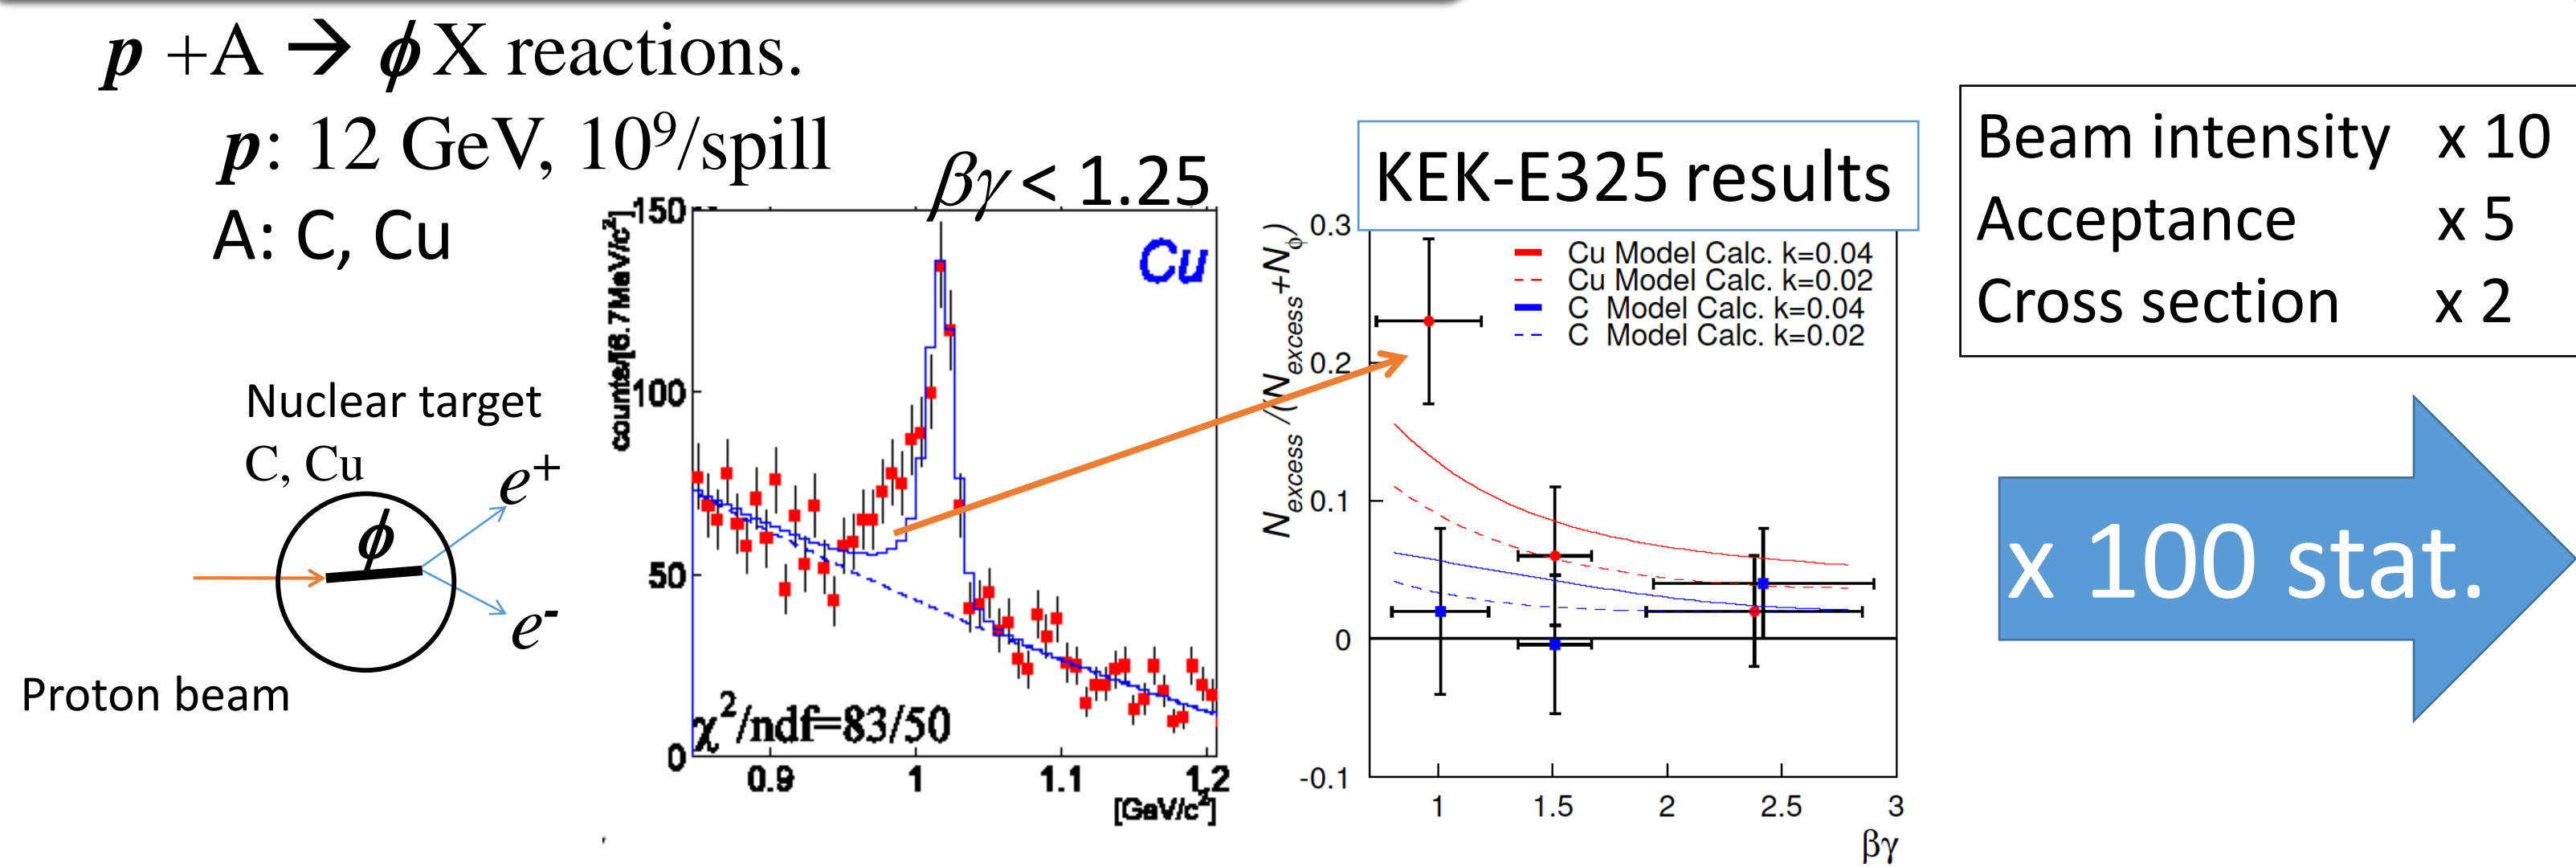 p +A → ϕ X reactions.
p: 12 GeV, 10⁹/spill
A: C, Cu
Nuclear target
C, Cu
ϕ
e⁺
e⁻
Proton beam
βγ < 1.25
Cu
counts/[6.7MeV/c²]
150
100
50
0
χ²/ndf=83/50
0.9 1 1.1 1.2
[GeV/c²]
KEK-E325 results
N_excess /(N_excess+N_ϕ)
Cu Model Calc. k=0.04
Cu Model Calc. k=0.02
C Model Calc. k=0.04
C Model Calc. k=0.02
0.3
0.2
0.1
0
-0.1
1 1.5 2 2.5 3
βγ
Beam intensity x 10
Acceptance x 5
Cross section x 2
x 100 stat.